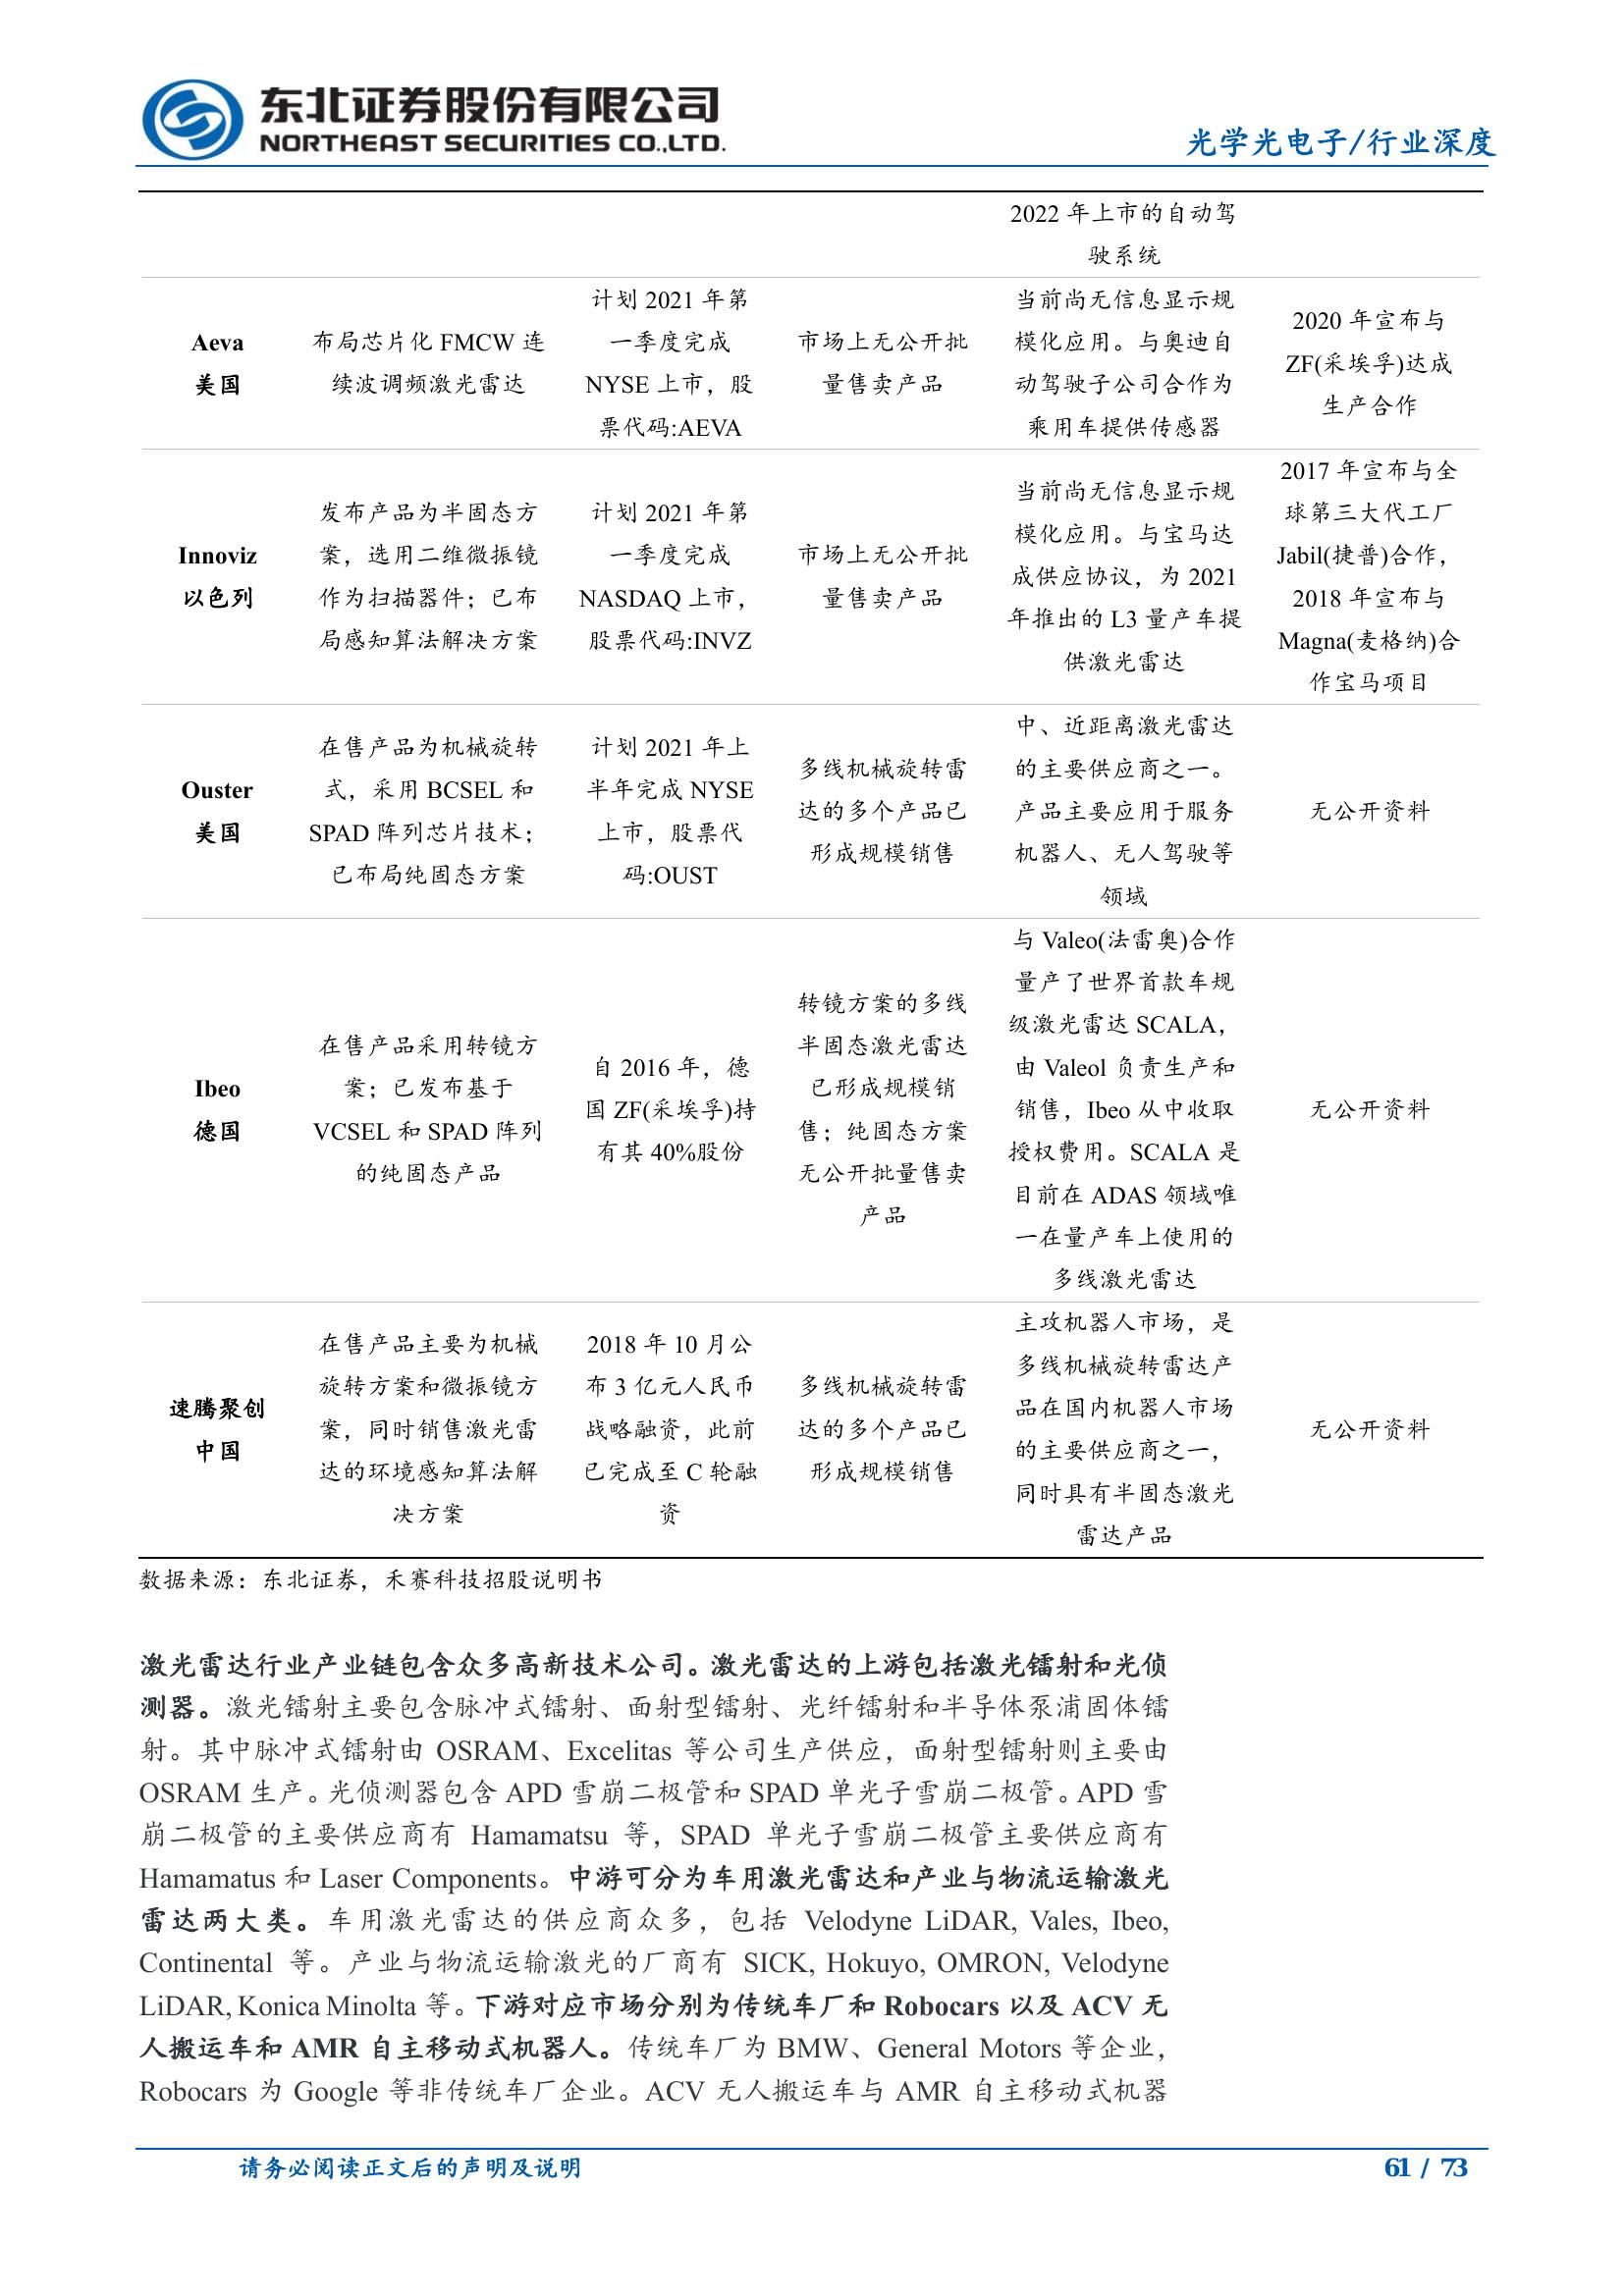 东北证券股份有限公司
NORTHEAST SECURITIES CO.,LTD.
光学光电子/行业深度
2022 年上市的自动驾
驶系统
Aeva
美国
布局芯片化 FMCW 连
续波调频激光雷达
计划 2021 年第
一季度完成
NYSE 上市，股
票代码:AEVA
市场上无公开批
量售卖产品
当前尚无信息显示规
模化应用。与奥迪自
动驾驶子公司合作为
乘用车提供传感器
2020 年宣布与
ZF(采埃孚)达成
生产合作
Innoviz
以色列
发布产品为半固态方
案，选用二维微振镜
作为扫描器件；已布
局感知算法解决方案
计划 2021 年第
一季度完成
NASDAQ 上市，
股票代码:INVZ
市场上无公开批
量售卖产品
当前尚无信息显示规
模化应用。与宝马达
成供应协议，为 2021
年推出的 L3 量产车提
供激光雷达
2017 年宣布与全
球第三大代工厂
Jabil(捷普)合作，
2018 年宣布与
Magna(麦格纳)合
作宝马项目
Ouster
美国
在售产品为机械旋转
式，采用 BCSEL 和
SPAD 阵列芯片技术；
已布局纯固态方案
计划 2021 年上
半年完成 NYSE
上市，股票代
码:OUST
多线机械旋转雷
达的多个产品已
形成规模销售
中、近距离激光雷达
的主要供应商之一。
产品主要应用于服务
机器人、无人驾驶等
领域
无公开资料
Ibeo
德国
在售产品采用转镜方
案；已发布基于
VCSEL 和 SPAD 阵列
的纯固态产品
自 2016 年，德
国 ZF(采埃孚)持
有其 40%股份
转镜方案的多线
半固态激光雷达
已形成规模销
售；纯固态方案
无公开批量售卖
产品
与 Valeo(法雷奥)合作
量产了世界首款车规
级激光雷达 SCALA，
由 Valeol 负责生产和
销售，Ibeo 从中收取
授权费用。SCALA 是
目前在 ADAS 领域唯
一在量产车上使用的
多线激光雷达
无公开资料
速腾聚创
中国
在售产品主要为机械
旋转方案和微振镜方
案，同时销售激光雷
达的环境感知算法解
决方案
2018 年 10 月公
布 3 亿元人民币
战略融资，此前
已完成至 C 轮融
资
多线机械旋转雷
达的多个产品已
形成规模销售
主攻机器人市场，是
多线机械旋转雷达产
品在国内机器人市场
的主要供应商之一，
同时具有半固态激光
雷达产品
无公开资料
数据来源：东北证券，禾赛科技招股说明书
激光雷达行业产业链包含众多高新技术公司。激光雷达的上游包括激光镭射和光侦
测器。激光镭射主要包含脉冲式镭射、面射型镭射、光纤镭射和半导体泵浦固体镭
射。其中脉冲式镭射由 OSRAM、Excelitas 等公司生产供应，面射型镭射则主要由
OSRAM 生产。光侦测器包含 APD 雪崩二极管和 SPAD 单光子雪崩二极管。APD 雪
崩二极管的主要供应商有 Hamamatsu 等，SPAD 单光子雪崩二极管主要供应商有
Hamamatus 和 Laser Components。中游可分为车用激光雷达和产业与物流运输激光
雷达两大类。车用激光雷达的供应商众多，包括 Velodyne LiDAR, Vales, Ibeo,
Continental 等。产业与物流运输激光的厂商有 SICK, Hokuyo, OMRON, Velodyne
LiDAR, Konica Minolta 等。下游对应市场分别为传统车厂和 Robocars 以及 ACV 无
人搬运车和 AMR 自主移动式机器人。传统车厂为 BMW、General Motors 等企业，
Robocars 为 Google 等非传统车厂企业。ACV 无人搬运车与 AMR 自主移动式机器
请务必阅读正文后的声明及说明
61 / 73